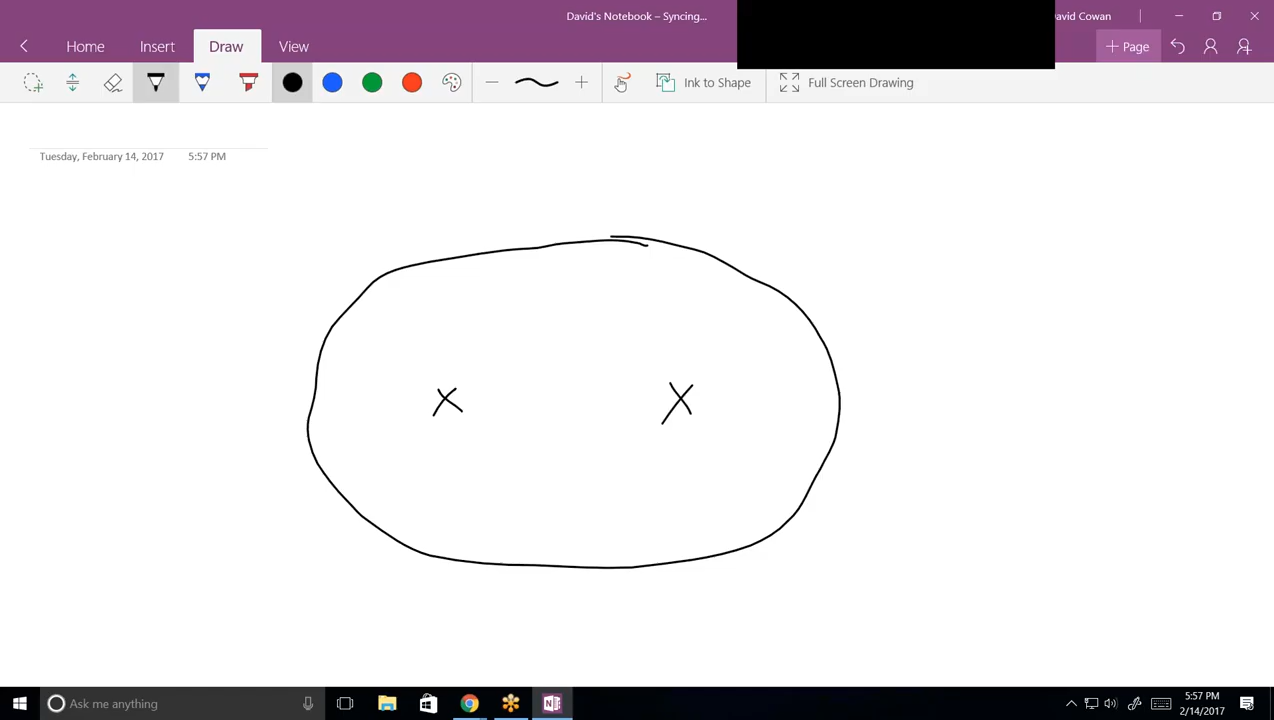 David's Notebook – Syncing...
avid Cowan
Home Insert Draw View
Page
Ink to Shape Full Screen Drawing
Tuesday, February 14, 2017 5:57 PM
X X
Ask me anything
5:57 PM
2/14/2017